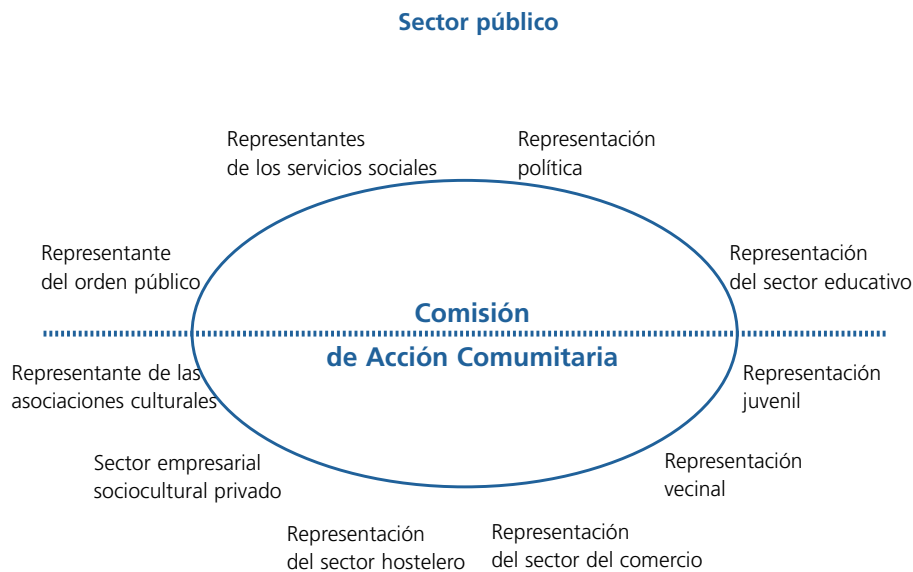 Sector público
Representantes
de los servicios sociales
Representación
política
Representante
del orden público
Representación
del sector educativo
Comisión
de Acción Comumitaria
Representante de las
asociaciones culturales
Representación
juvenil
Sector empresarial
sociocultural privado
Representación
vecinal
Representación
del sector hostelero
Representación
del sector del comercio